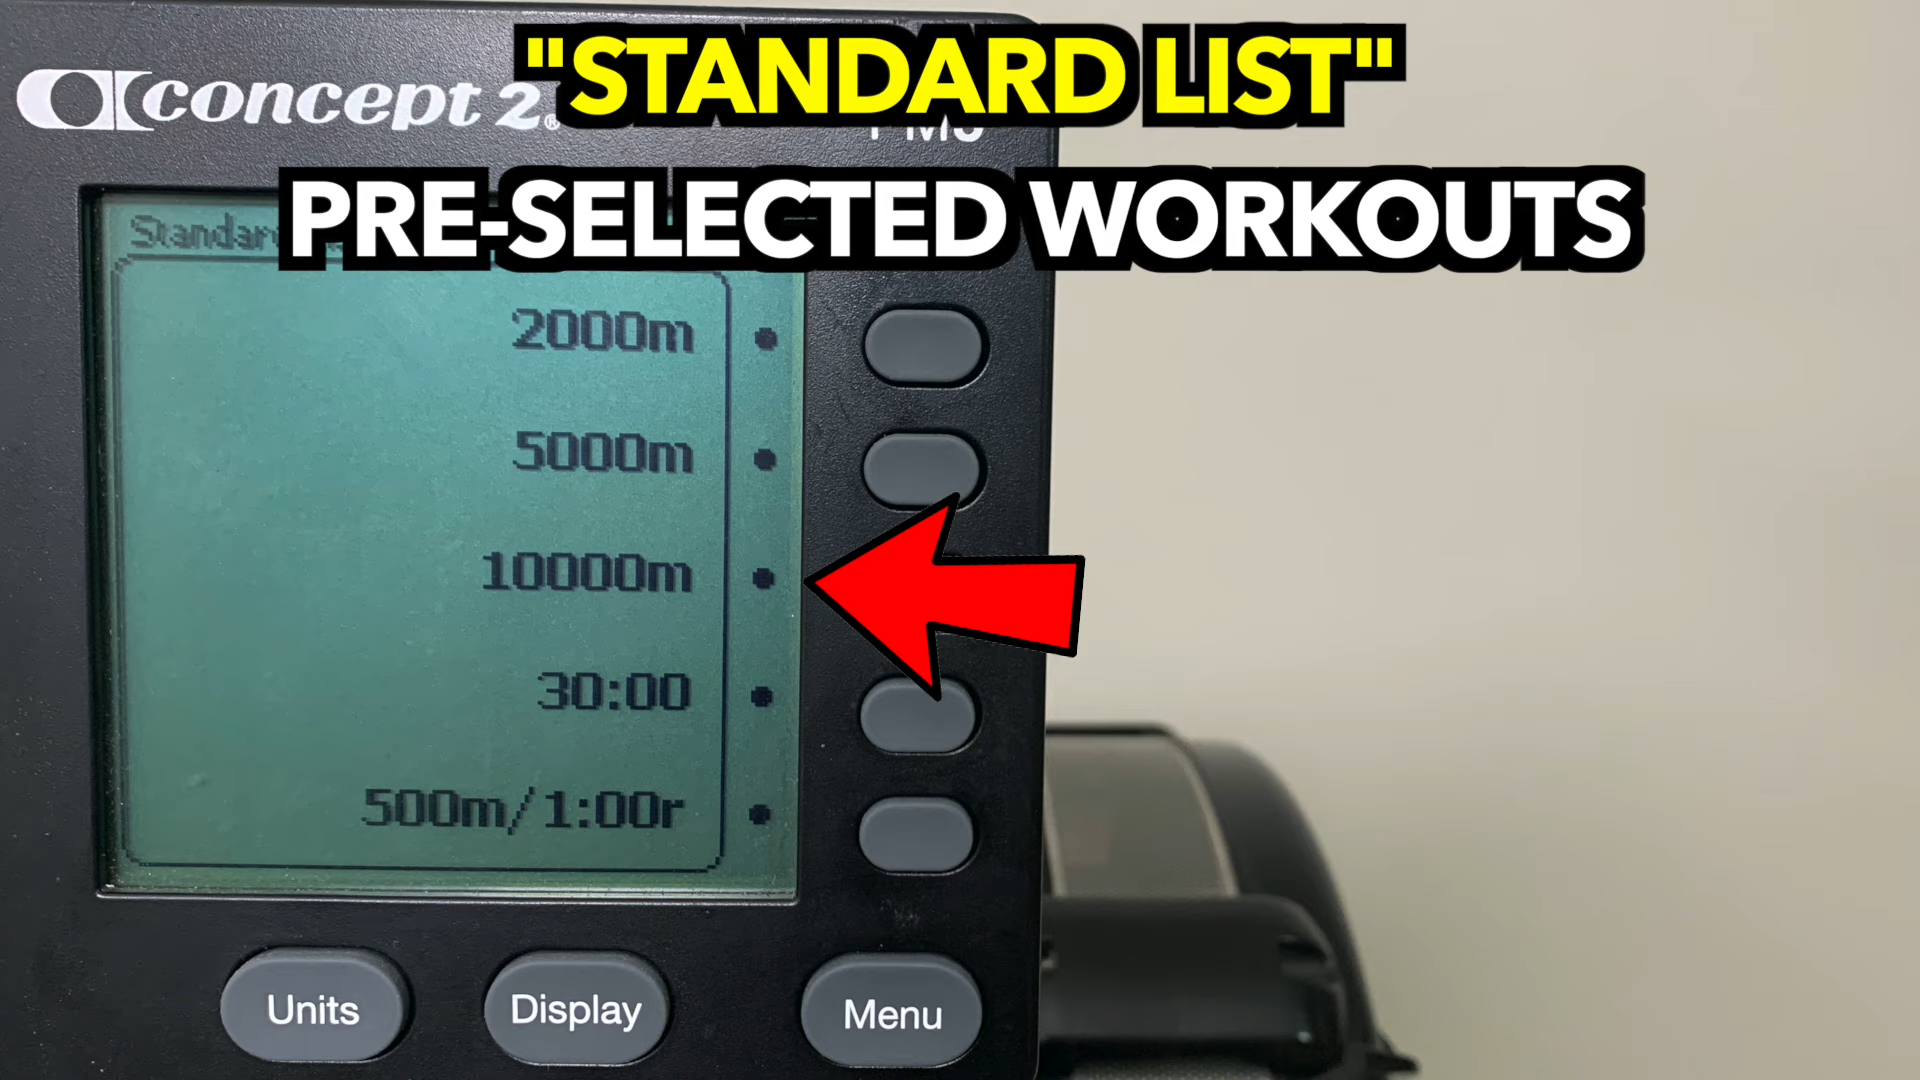 "STANDARD LIST"
concept 2®
PRE-SELECTED WORKOUTS
2000m
5000m
10000m
30:00
500m/1:00r
Units Display Menu